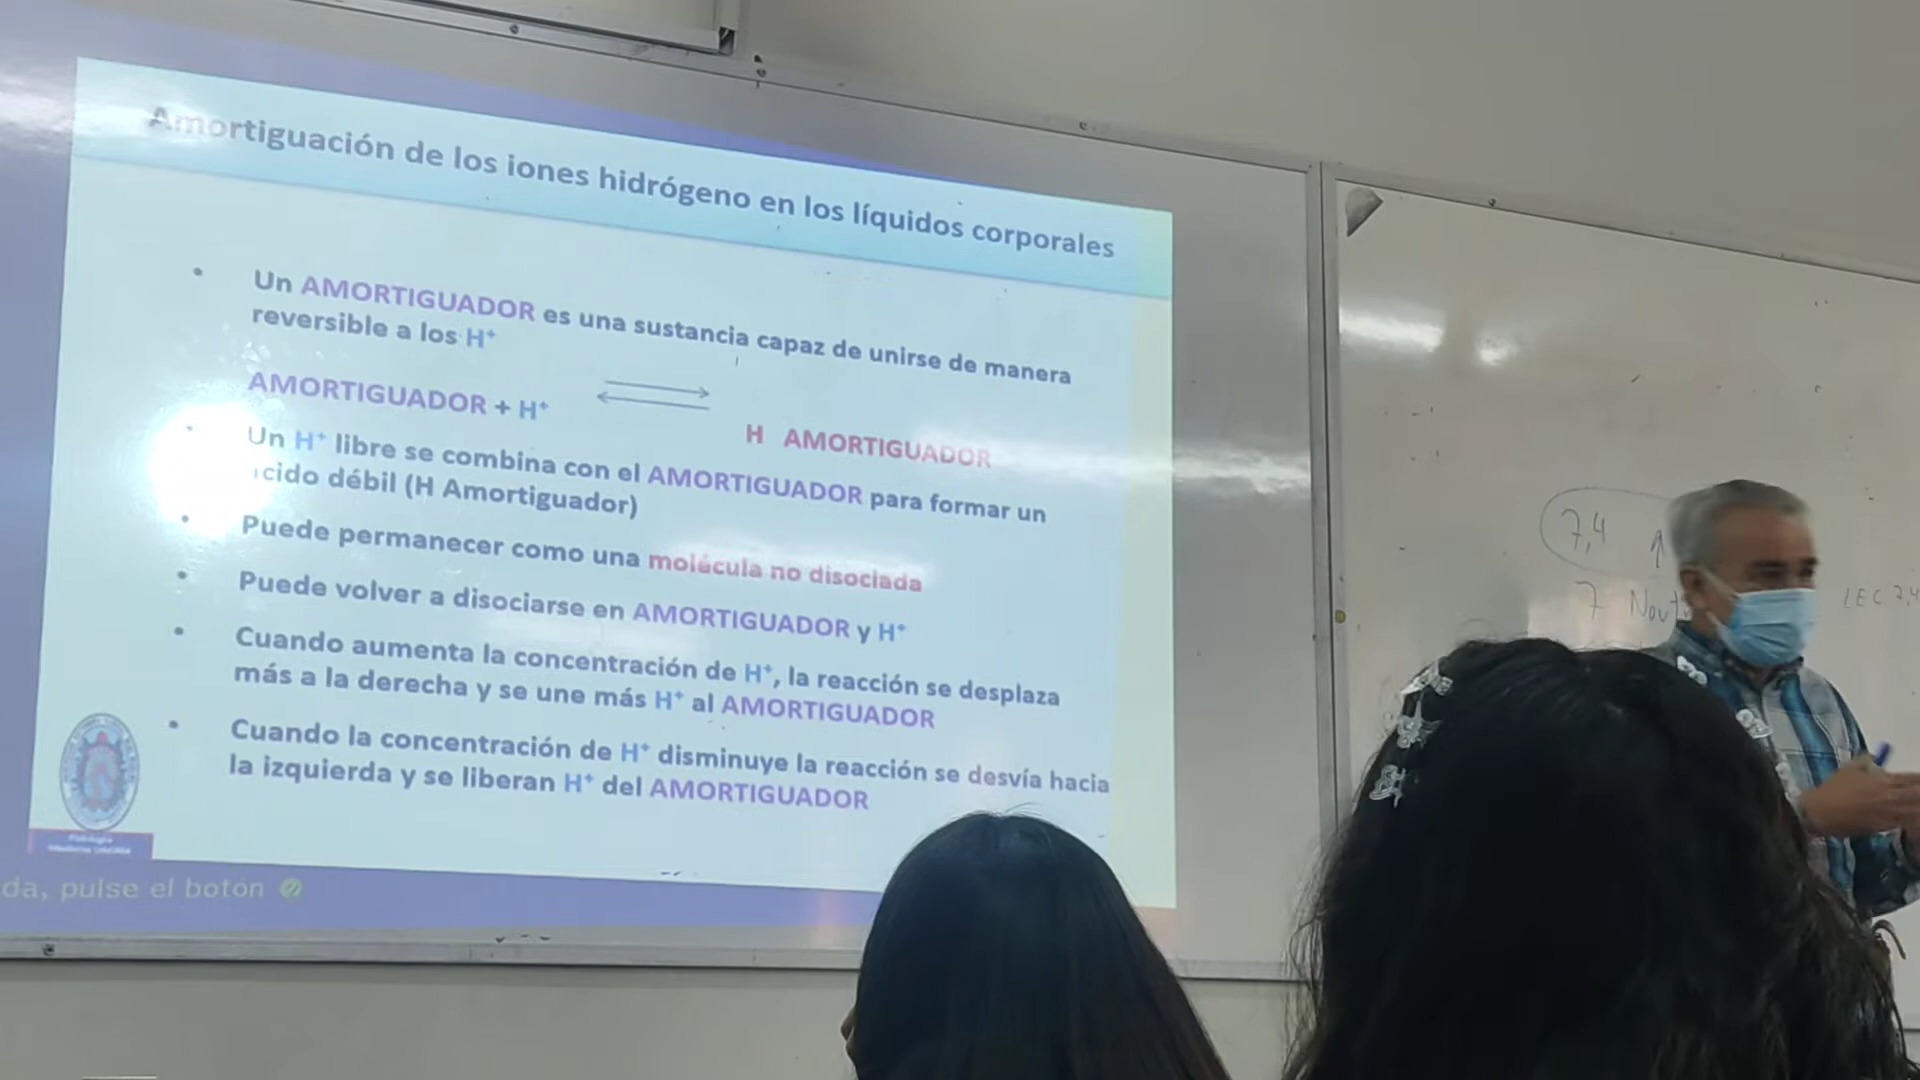 Amortiguación de los iones hidrógeno en los líquidos corporales
• Un AMORTIGUADOR es una sustancia capaz de unirse de manera
reversible a los H⁺
AMORTIGUADOR + H⁺ ⇌ H AMORTIGUADOR
• Un H⁺ libre se combina con el AMORTIGUADOR para formar un
cido débil (H Amortiguador)
• Puede permanecer como una molécula no disociada
• Puede volver a disociarse en AMORTIGUADOR y H⁺
• Cuando aumenta la concentración de H⁺, la reacción se desplaza
más a la derecha y se une más H⁺ al AMORTIGUADOR
• Cuando la concentración de H⁺ disminuye la reacción se desvía hacia
la izquierda y se liberan H⁺ del AMORTIGUADOR
da, pulse el botón
7,4 ↑
7 Neut
LEC 7,4